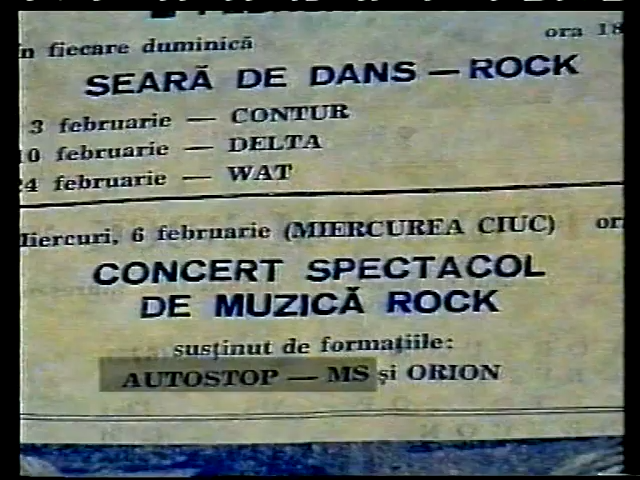 n fiecare duminică ora 18
SEARĂ DE DANS — ROCK
3 februarie — CONTUR
10 februarie — DELTA
24 februarie — WAT
Miercuri, 6 februarie (MIERCUREA CIUC) or
CONCERT SPECTACOL
DE MUZICĂ ROCK
susţinut de formaţiile:
AUTOSTOP — MS şi ORION